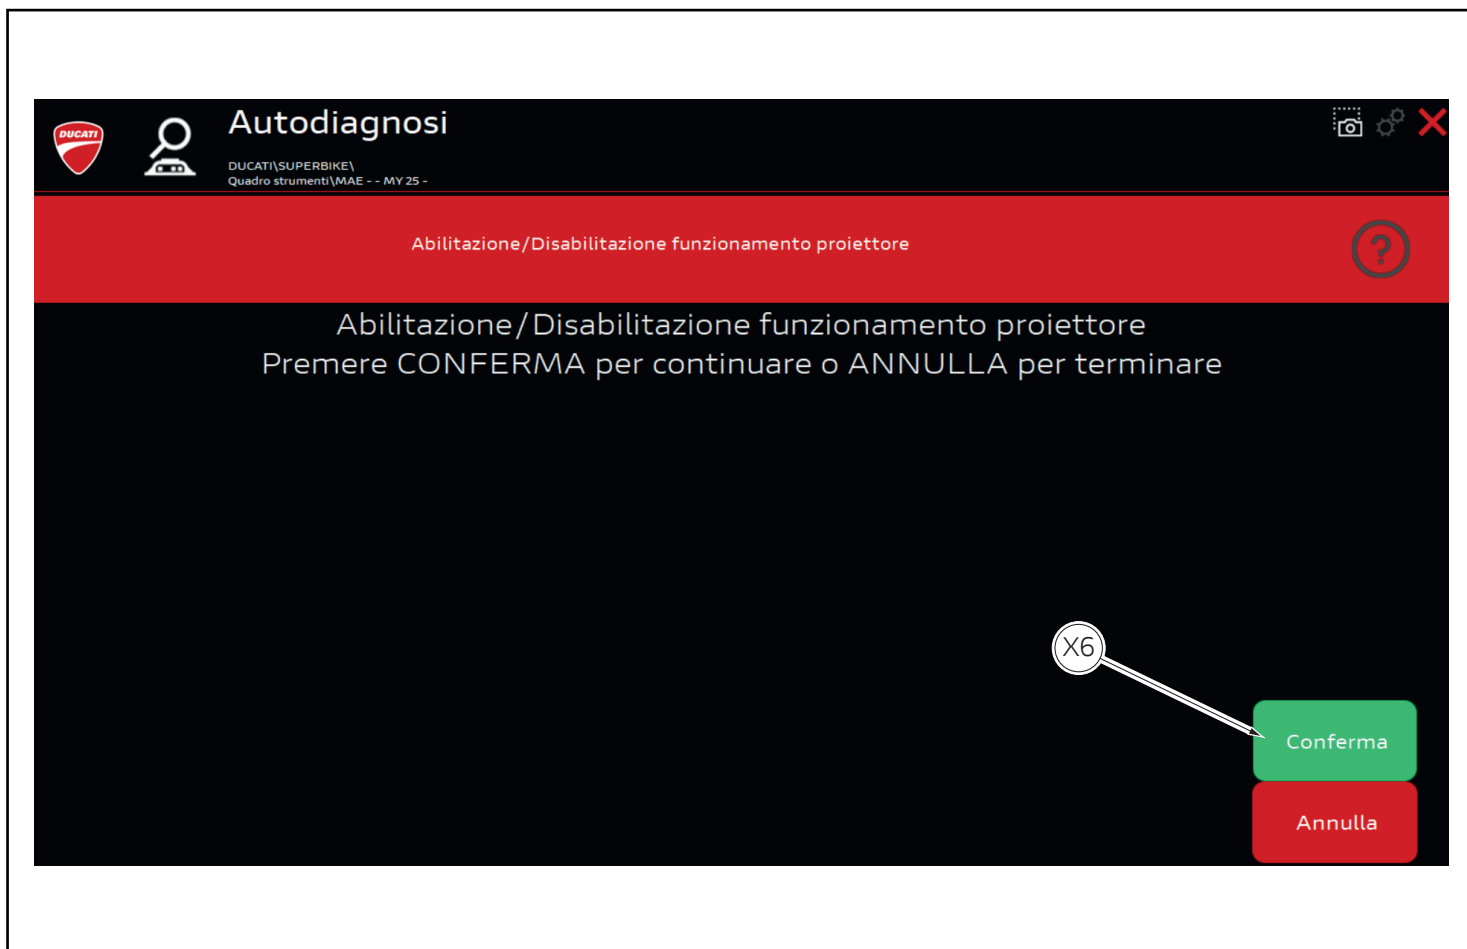 DUCATI
Autodiagnosi
DUCATI\SUPERBIKE\
Quadro strumenti\MAE - - MY 25 -
Abilitazione/Disabilitazione funzionamento proiettore
?
Abilitazione/Disabilitazione funzionamento proiettore
Premere CONFERMA per continuare o ANNULLA per terminare
X6
Conferma
Annulla